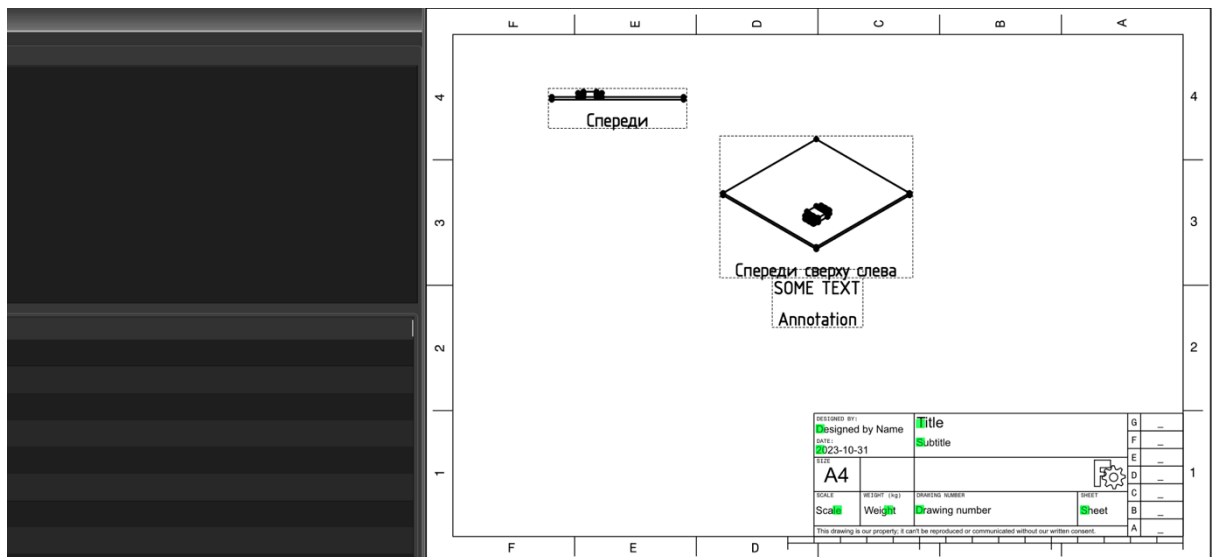 F E D C B A
4 4
Спереди
3 3
Спереди сверху слева
SOME TEXT
Annotation
2 2
DESIGNED BY:
Designed by Name
Title
G _
DATE:
2023-10-31
Subtitle
F _
E _
SIZE
A4
D _
1 1
SCALE WEIGHT (kg) DRAWING NUMBER SHEET
C _
Scale Weight Drawing number Sheet
B _
This drawing is our property; it can't be reproduced or communicated without our written consent.
A _
F E D